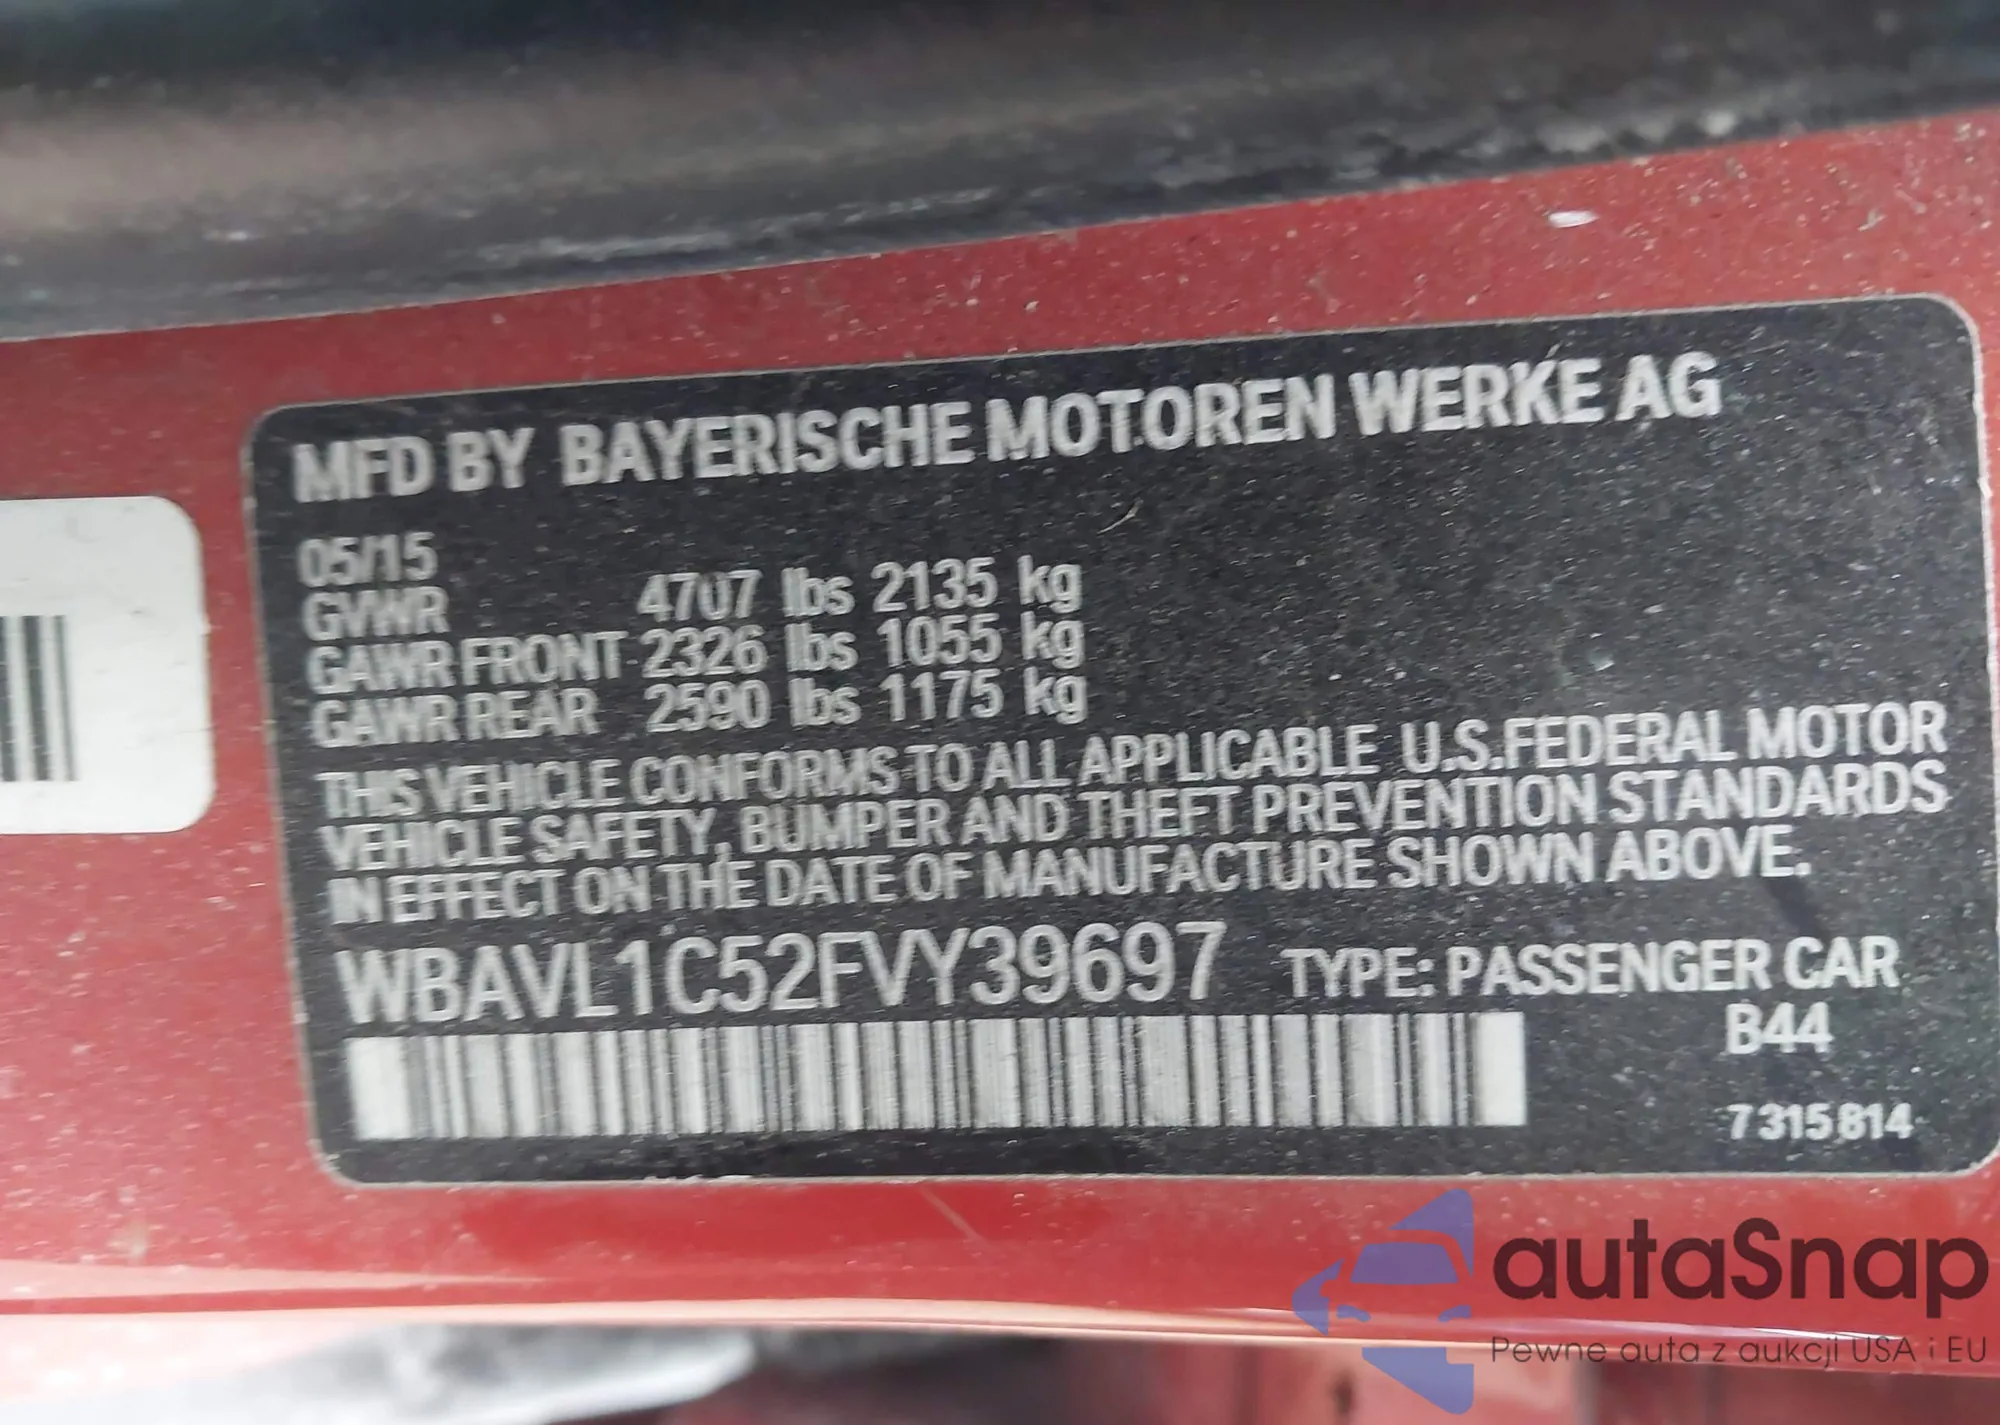 MFD BY BAYERISCHE MOTOREN WERKE AG
05/15
GVWR 4707 lbs 2135 kg
GAWR FRONT 2326 lbs 1055 kg
GAWR REAR 2590 lbs 1175 kg
THIS VEHICLE CONFORMS TO ALL APPLICABLE U.S.FEDERAL MOTOR
VEHICLE SAFETY, BUMPER AND THEFT PREVENTION STANDARDS
IN EFFECT ON THE DATE OF MANUFACTURE SHOWN ABOVE.
WBAVL1C52FVY39697 TYPE: PASSENGER CAR
B44
7315814
autaSnap
Pewne auta z aukcji USA i EU